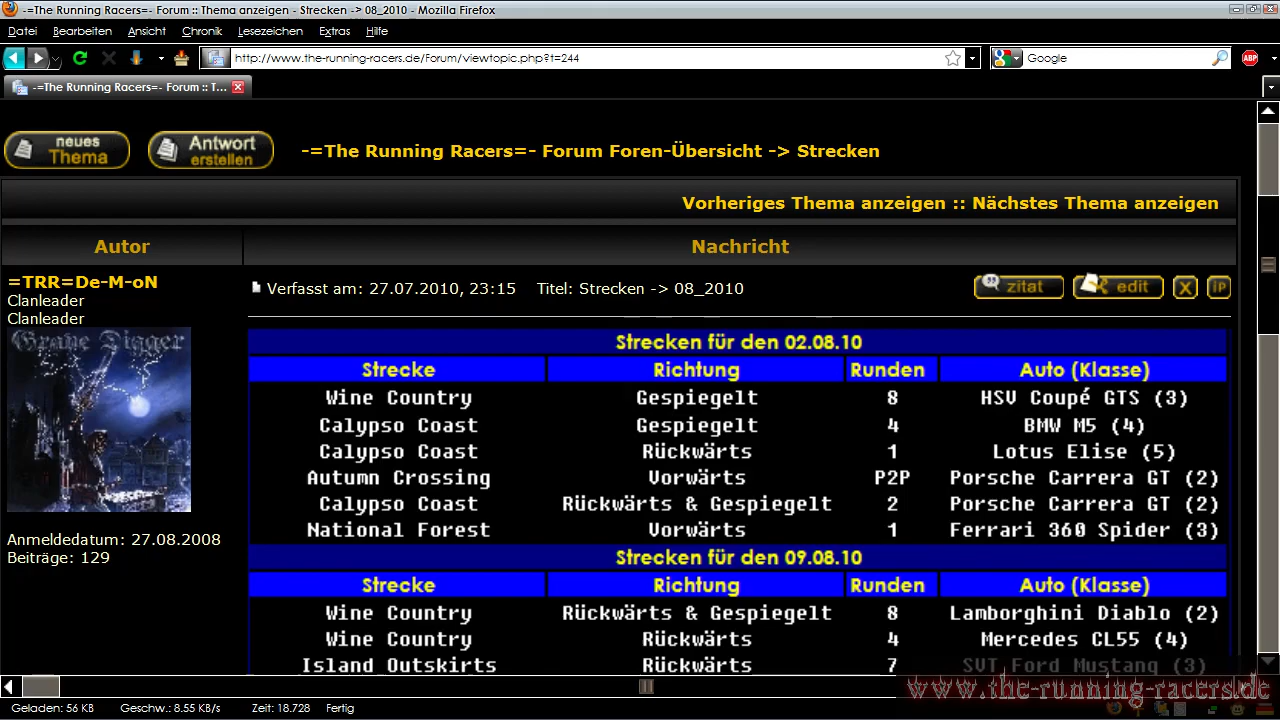 -=The Running Racers=- Forum :: Thema anzeigen - Strecken -> 08_2010 - Mozilla Firefox
Datei Bearbeiten Ansicht Chronik Lesezeichen Extras Hilfe
http://www.the-running-racers.de/Forum/viewtopic.php?t=244 Google ABP
-=The Running Racers=- Forum :: T...
neues Thema Antwort erstellen -=The Running Racers=- Forum Foren-Übersicht -> Strecken
Vorheriges Thema anzeigen :: Nächstes Thema anzeigen
Autor Nachricht
=TRR=De-M-oN
Clanleader
Clanleader
Grave Digger
Anmeldedatum: 27.08.2008
Beiträge: 129
Verfasst am: 27.07.2010, 23:15 Titel: Strecken -> 08_2010 zitat edit X iP
Strecken für den 02.08.10
Strecke Richtung Runden Auto (Klasse)
Wine Country Gespiegelt 8 HSV Coupé GTS (3)
Calypso Coast Gespiegelt 4 BMW M5 (4)
Calypso Coast Rückwärts 1 Lotus Elise (5)
Autumn Crossing Vorwärts P2P Porsche Carrera GT (2)
Calypso Coast Rückwärts & Gespiegelt 2 Porsche Carrera GT (2)
National Forest Vorwärts 1 Ferrari 360 Spider (3)
Strecken für den 09.08.10
Strecke Richtung Runden Auto (Klasse)
Wine Country Rückwärts & Gespiegelt 8 Lamborghini Diablo (2)
Wine Country Rückwärts 4 Mercedes CL55 (4)
Island Outskirts Rückwärts 7 SVT Ford Mustang (3)
www.the-running-racers.de
Geladen: 56 KB Geschw.: 8.55 KB/s Zeit: 18.728 Fertig